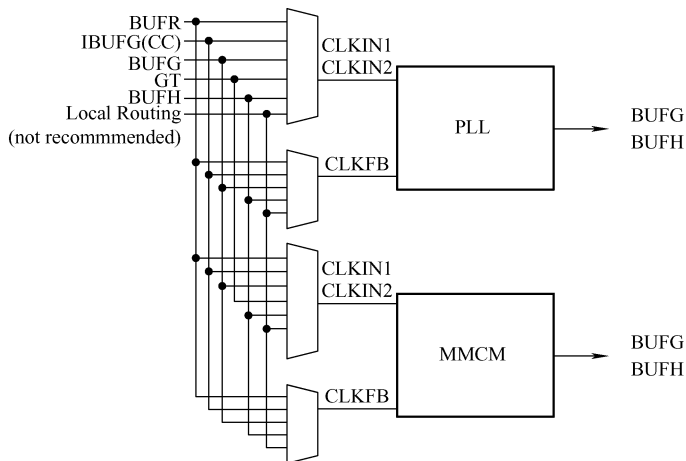 BUFR
IBUFG(CC)
BUFG
GT
BUFH
Local Routing
(not recommmended)
CLKIN1
CLKIN2
PLL
BUFG
BUFH
CLKFB
CLKIN1
CLKIN2
MMCM
BUFG
BUFH
CLKFB